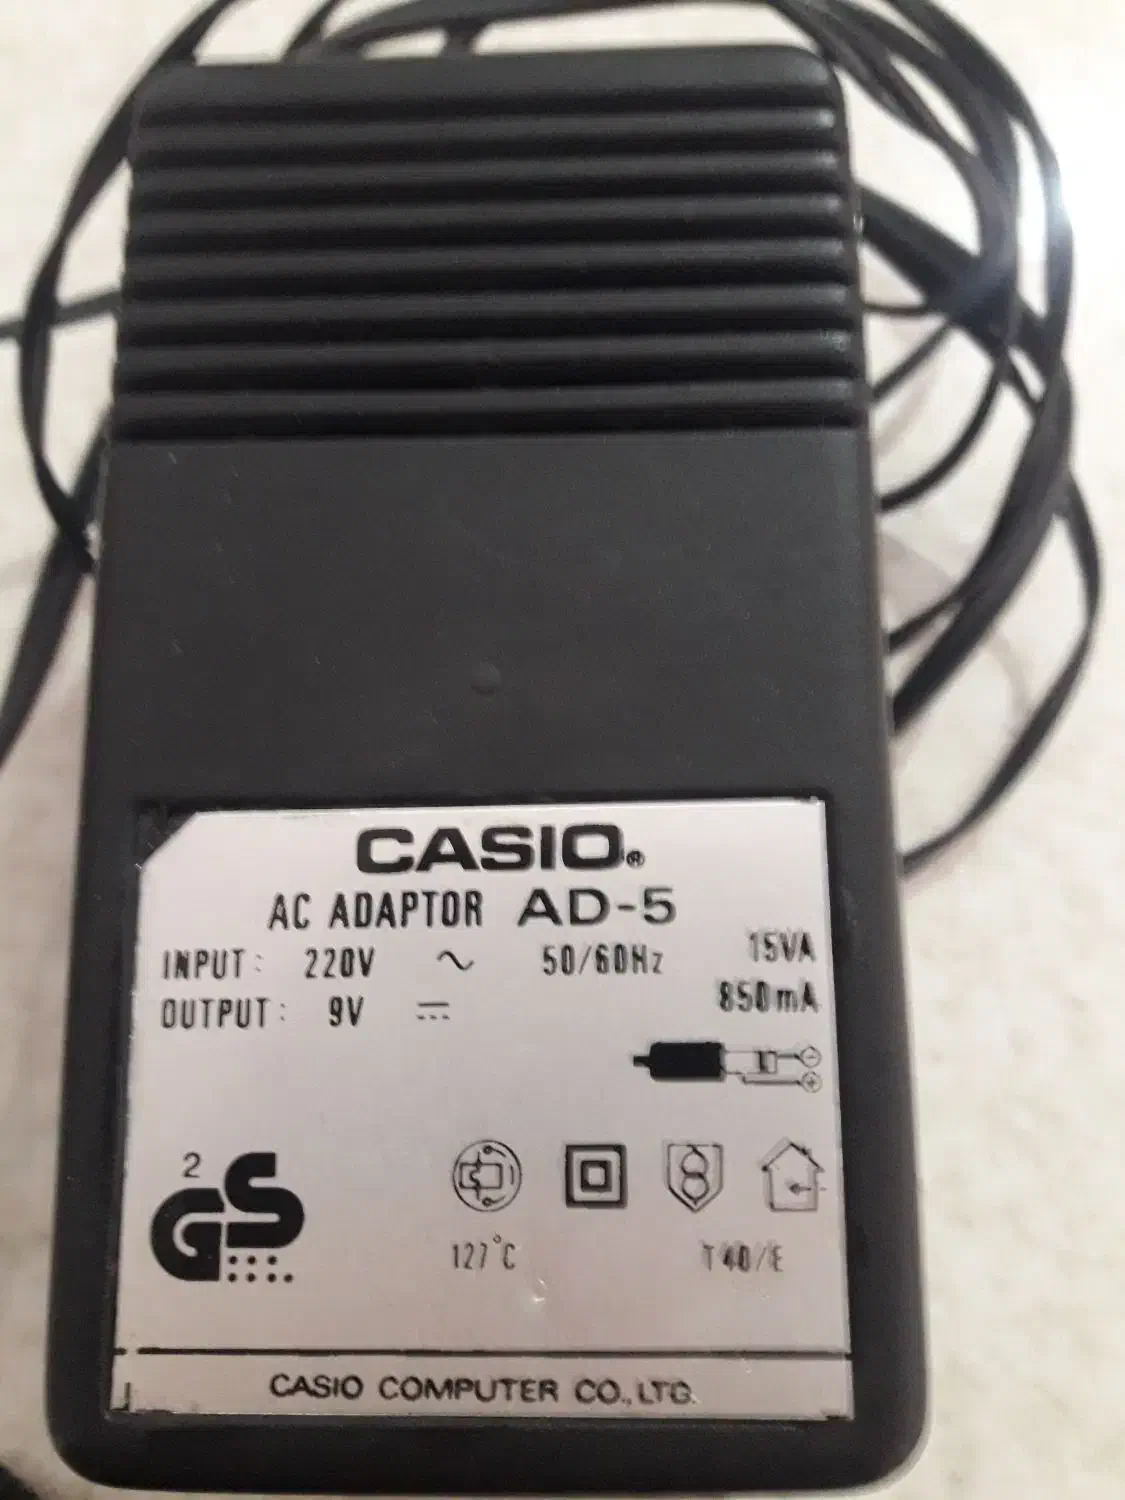 CASIO®
AC ADAPTOR AD-5
INPUT: 220V ~ 50/60Hz 15VA
OUTPUT: 9V ⎓ 850mA
2
GS
127°C
T40/E
CASIO COMPUTER CO., LTD.